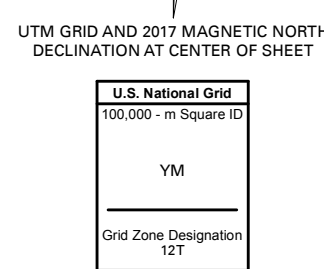 UTM GRID AND 2017 MAGNETIC NORTH
DECLINATION AT CENTER OF SHEET
U.S. National Grid
100,000 - m Square ID
YM
Grid Zone Designation
12T